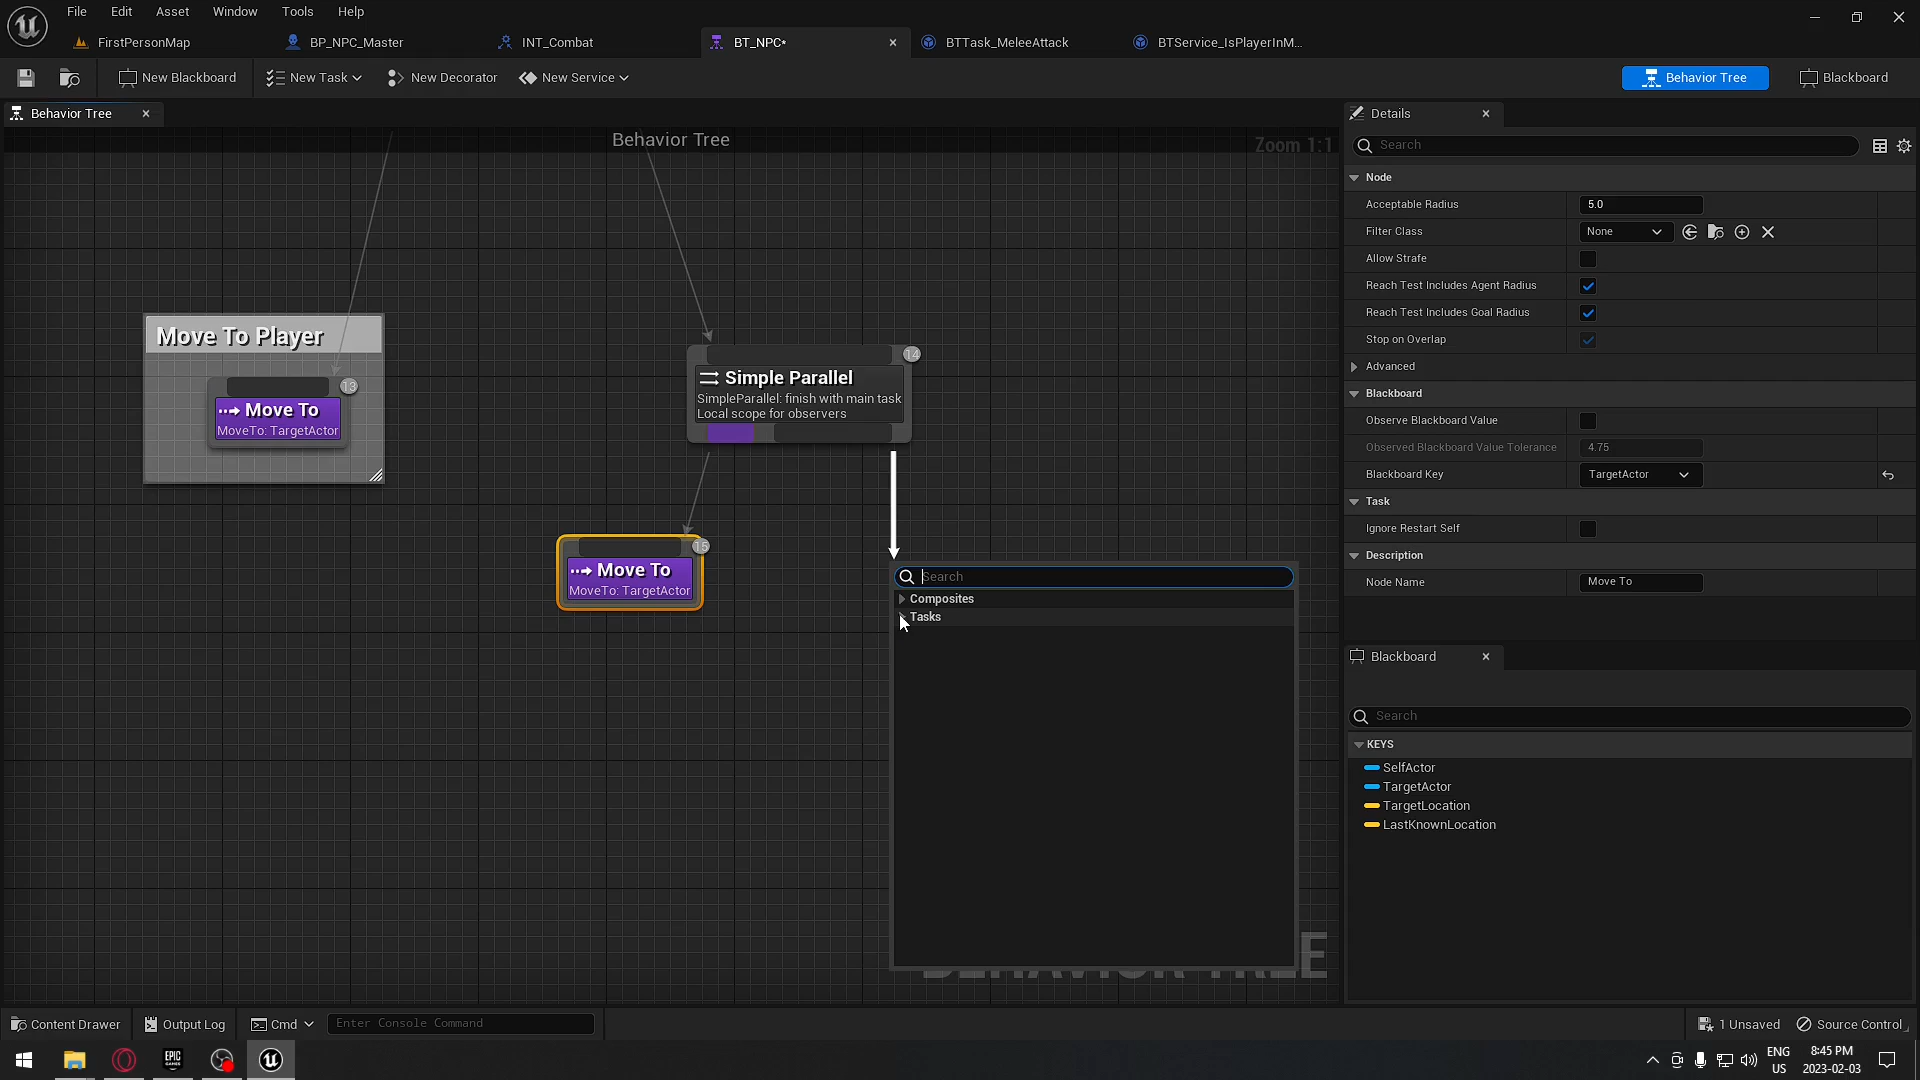 File Edit Asset Window Tools Help
FirstPersonMap BP_NPC_Master INT_Combat BT_NPC* BTTask_MeleeAttack BTService_IsPlayerInM...
New Blackboard New Task New Decorator New Service Behavior Tree Blackboard
Behavior Tree
Behavior Tree
Zoom 1:1
Move To Player
13
Move To
MoveTo: TargetActor
14
Simple Parallel
SimpleParallel: finish with main task
Local scope for observers
15
Move To
MoveTo: TargetActor
Search
Composites
Tasks
Details
Search
Node
Acceptable Radius 5.0
Filter Class None
Allow Strafe
Reach Test Includes Agent Radius
Reach Test Includes Goal Radius
Stop on Overlap
Advanced
Blackboard
Observe Blackboard Value
Observed Blackboard Value Tolerance 4.75
Blackboard Key TargetActor
Task
Ignore Restart Self
Description
Node Name Move To
Blackboard
Search
KEYS
SelfActor
TargetActor
TargetLocation
LastKnownLocation
Content Drawer Output Log Cmd Enter Console Command 1 Unsaved Source Control
EPIC GAMES
ENG
US
8:45 PM
2023-02-03